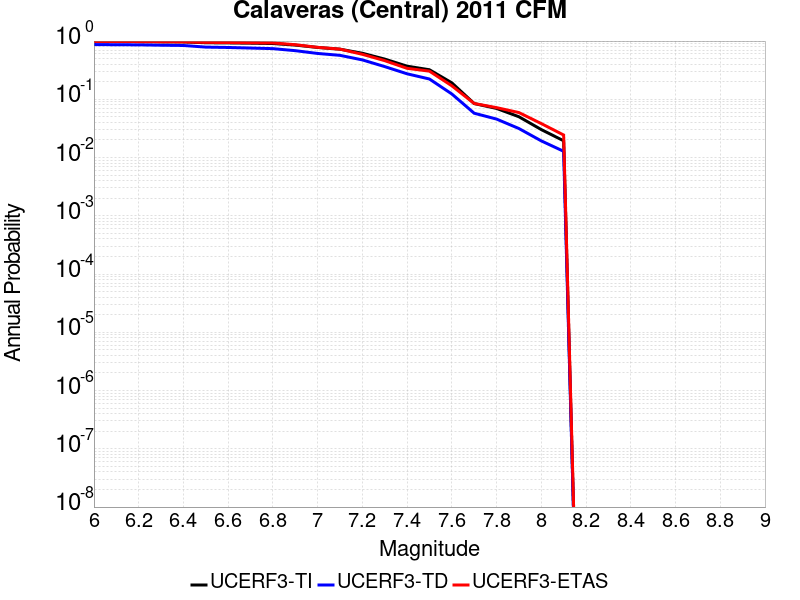 Calaveras (Central) 2011 CFM
Annual Probability
10^0
10^-1
10^-2
10^-3
10^-4
10^-5
10^-6
10^-7
10^-8
6 6.2 6.4 6.6 6.8 7 7.2 7.4 7.6 7.8 8 8.2 8.4 8.6 8.8 9
Magnitude
UCERF3-TI UCERF3-TD UCERF3-ETAS